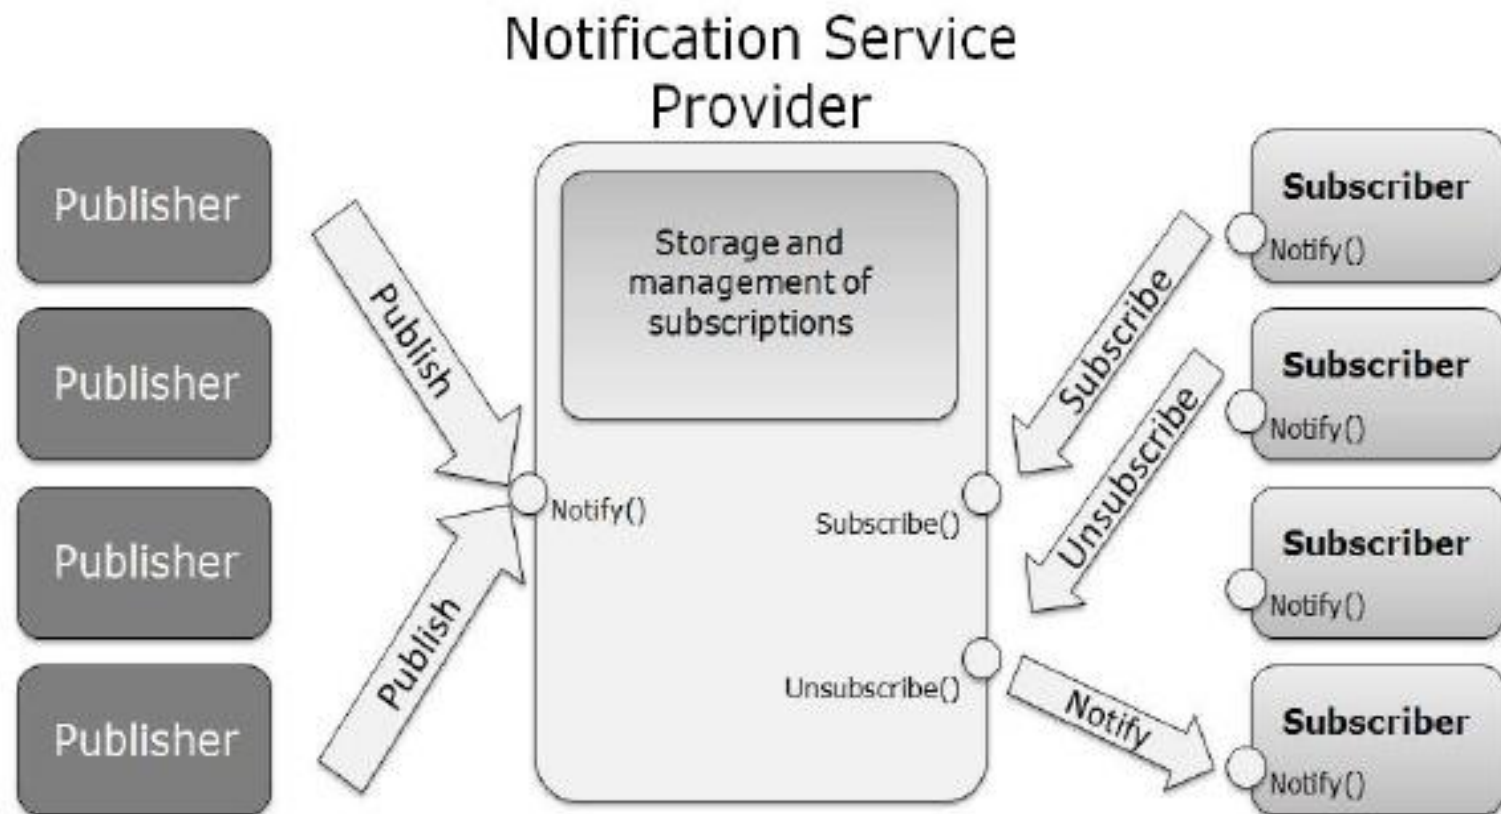 Notification Service
Provider
Publisher
Publisher
Publisher
Publisher
Publish
Publish
Storage and
management of
subscriptions
Notify()
Subscribe()
Unsubscribe()
Subscribe
Unsubscribe
Notify
Subscriber
Notify()
Subscriber
Notify()
Subscriber
Notify()
Subscriber
Notify()